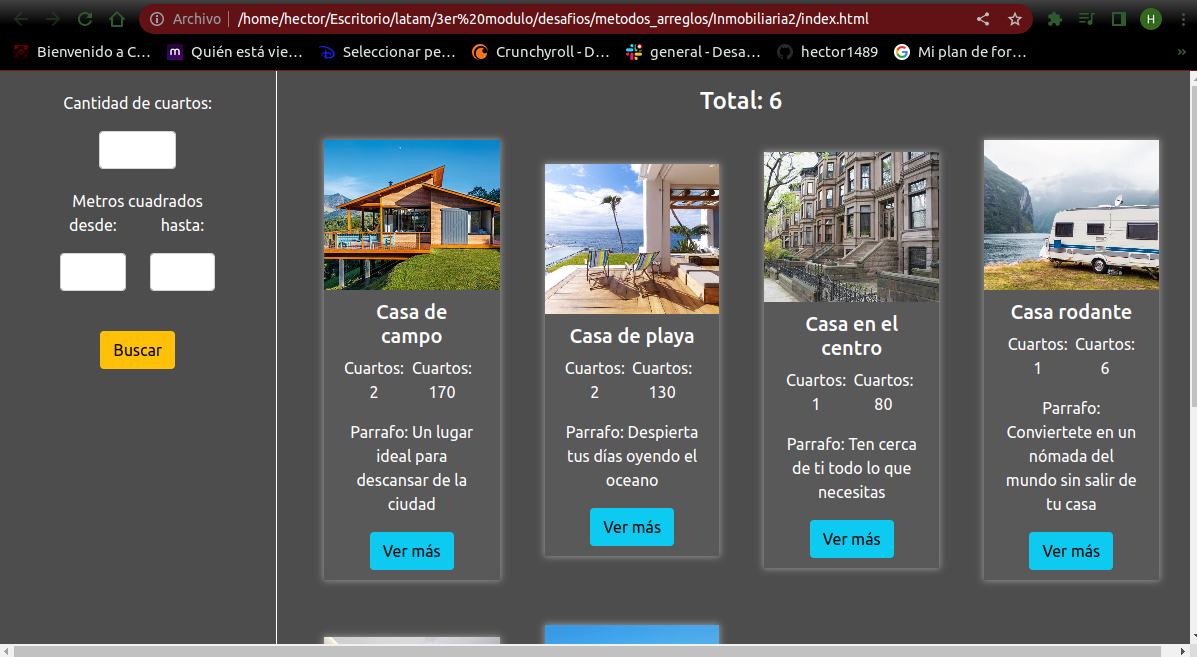 Archivo
/home/hector/Escritorio/latam/3er%20modulo/desafios/metodos_arreglos/Inmobiliaria2/index.html
H
Bienvenido a C…
m
Quién está vie…
Seleccionar pe…
Crunchyroll - D…
general - Desa…
hector1489
G
Mi plan de for…
»
Cantidad de cuartos:
Metros cuadrados
desde: hasta:
Buscar
Total: 6
Casa de
campo
Cuartos: Cuartos:
2 170
Parrafo: Un lugar
ideal para
descansar de la
ciudad
Ver más
Casa de playa
Cuartos: Cuartos:
2 130
Parrafo: Despierta
tus días oyendo el
oceano
Ver más
Casa en el
centro
Cuartos: Cuartos:
1 80
Parrafo: Ten cerca
de ti todo lo que
necesitas
Ver más
Casa rodante
Cuartos: Cuartos:
1 6
Parrafo:
Conviertete en un
nómada del
mundo sin salir de
tu casa
Ver más